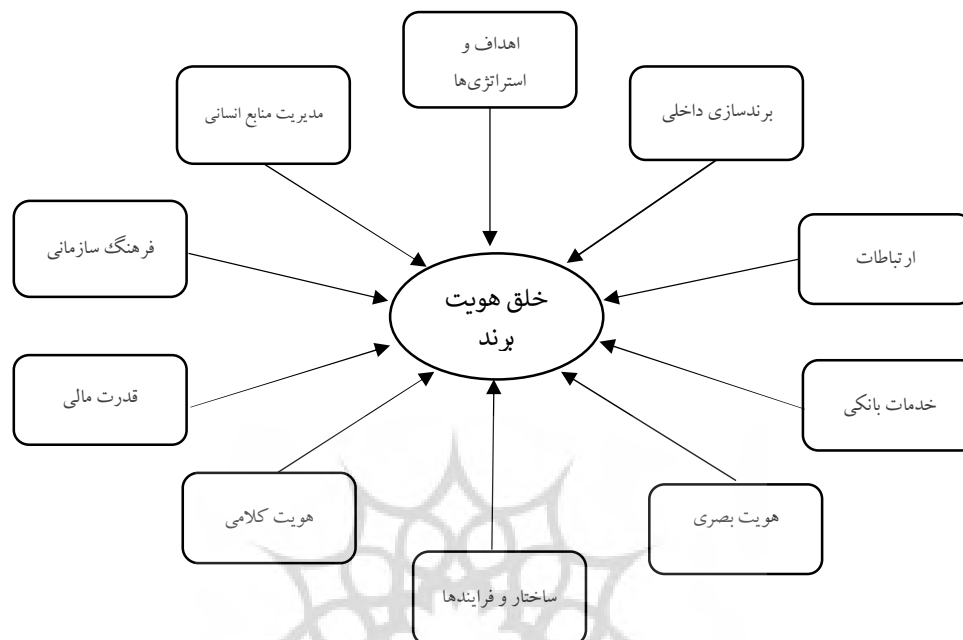 اهداف و
استراتژی‌ها
برندسازی داخلی
مدیریت منابع انسانی
ارتباطات
فرهنگ سازمانی
خلق هویت
برند
خدمات بانکی
قدرت مالی
هویت بصری
هویت کلامی
ساختار و فرایندها